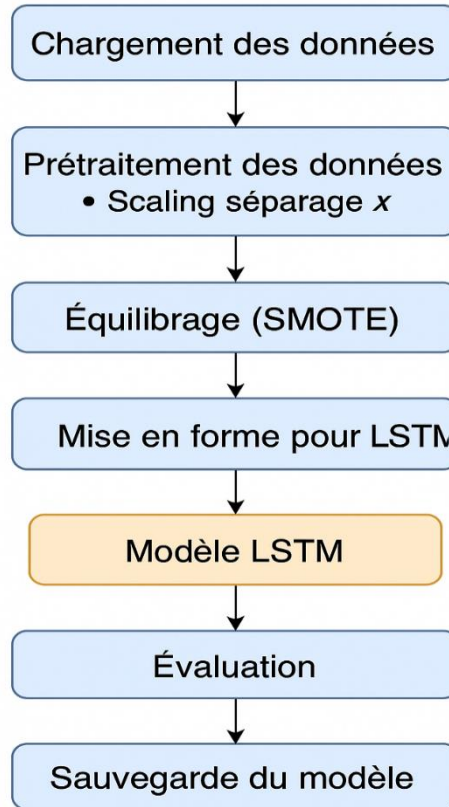 Chargement des données
Prétraitement des données
• Scaling séparage x
Équilibrage (SMOTE)
Mise en forme pour LSTM
Modèle LSTM
Évaluation
Sauvegarde du modèle